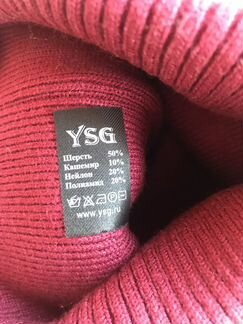 YSG
Шерсть 50%
Кашемир 10%
Нейлон 20%
Полиамид 20%
www.ysg.ru